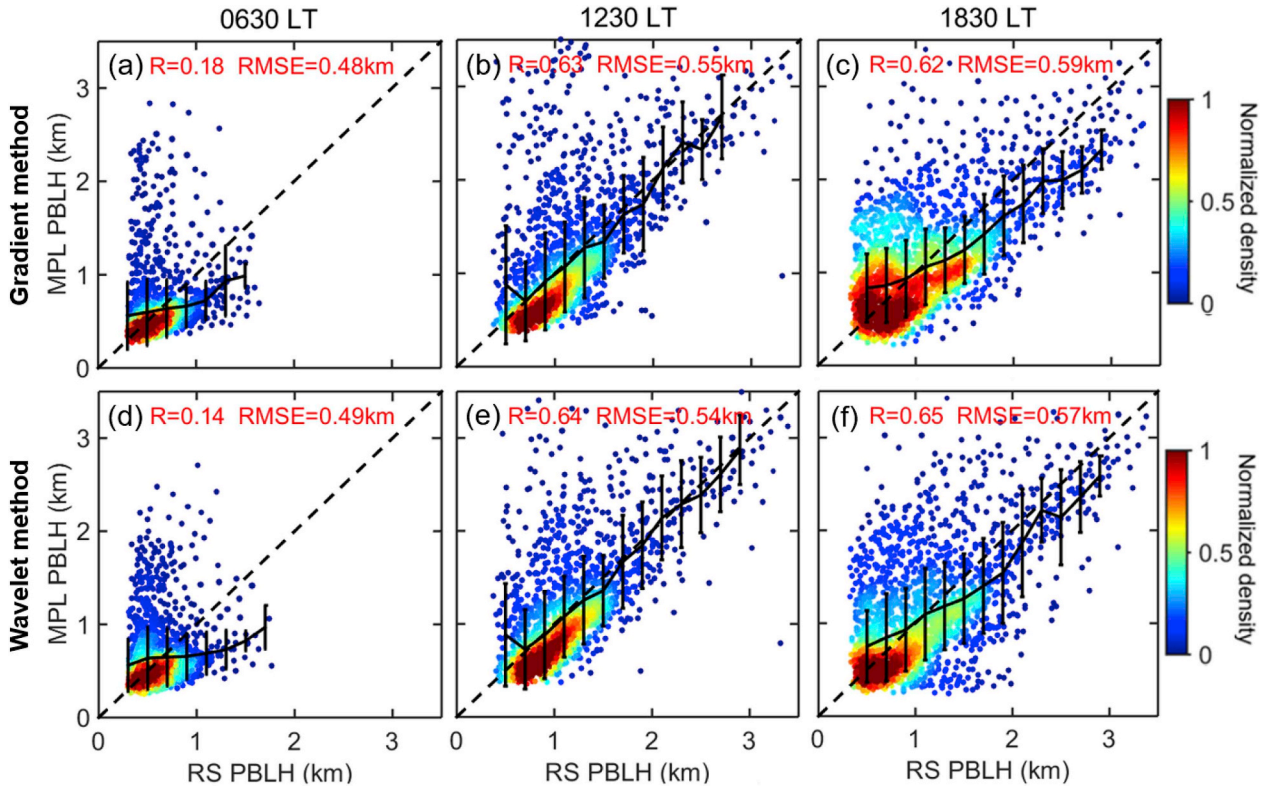 0630 LT
1230 LT
1830 LT
Gradient method
MPL PBLH (km)
3
2
1
0
(a) R=0.18 RMSE=0.48km
(b) R=0.63 RMSE=0.55km
(c) R=0.62 RMSE=0.59km
1
0.5
0
Normalized density
Wavelet method
MPL PBLH (km)
3
2
1
0
(d) R=0.14 RMSE=0.49km
(e) R=0.64 RMSE=0.54km
(f) R=0.65 RMSE=0.57km
1
0.5
0
Normalized density
0 1 2 3
0 1 2 3
0 1 2 3
RS PBLH (km)
RS PBLH (km)
RS PBLH (km)